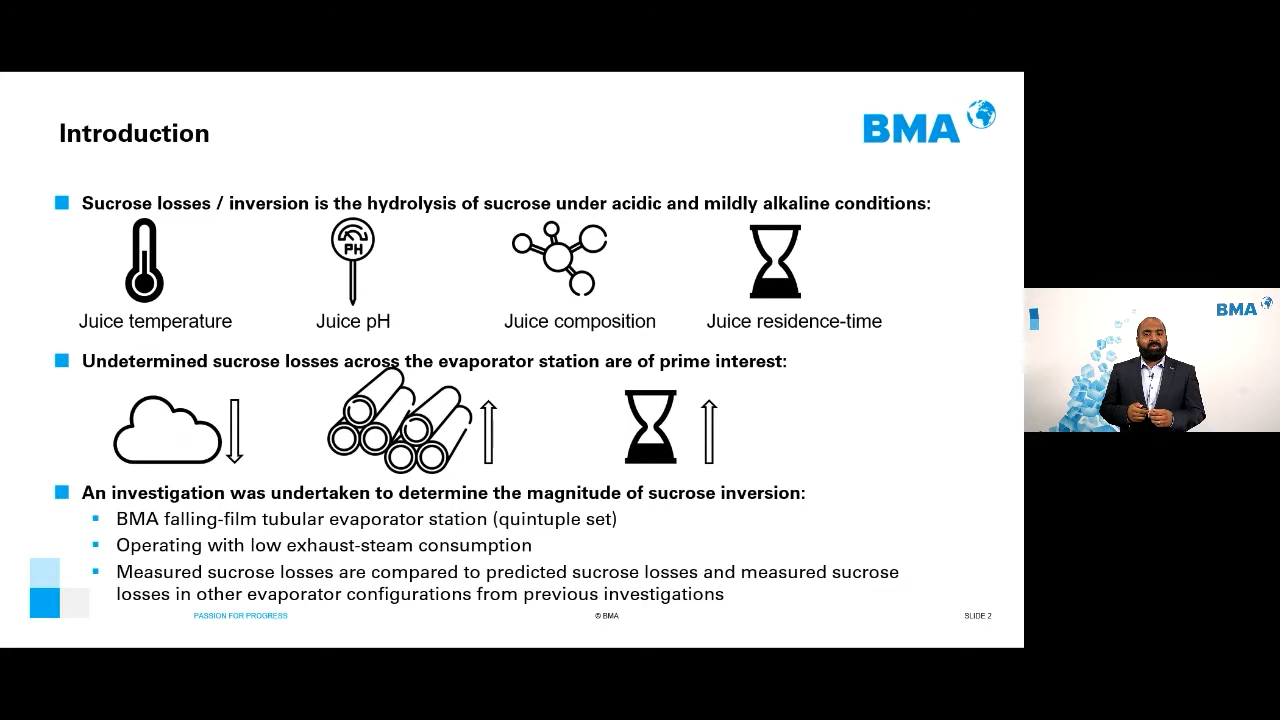 Introduction
BMA
Sucrose losses / inversion is the hydrolysis of sucrose under acidic and mildly alkaline conditions:
PH
Juice temperature
Juice pH
Juice composition
Juice residence-time
Undetermined sucrose losses across the evaporator station are of prime interest:
An investigation was undertaken to determine the magnitude of sucrose inversion:
BMA falling-film tubular evaporator station (quintuple set)
Operating with low exhaust-steam consumption
Measured sucrose losses are compared to predicted sucrose losses and measured sucrose
losses in other evaporator configurations from previous investigations
PASSION FOR PROGRESS
© BMA
SLIDE 2
BMA